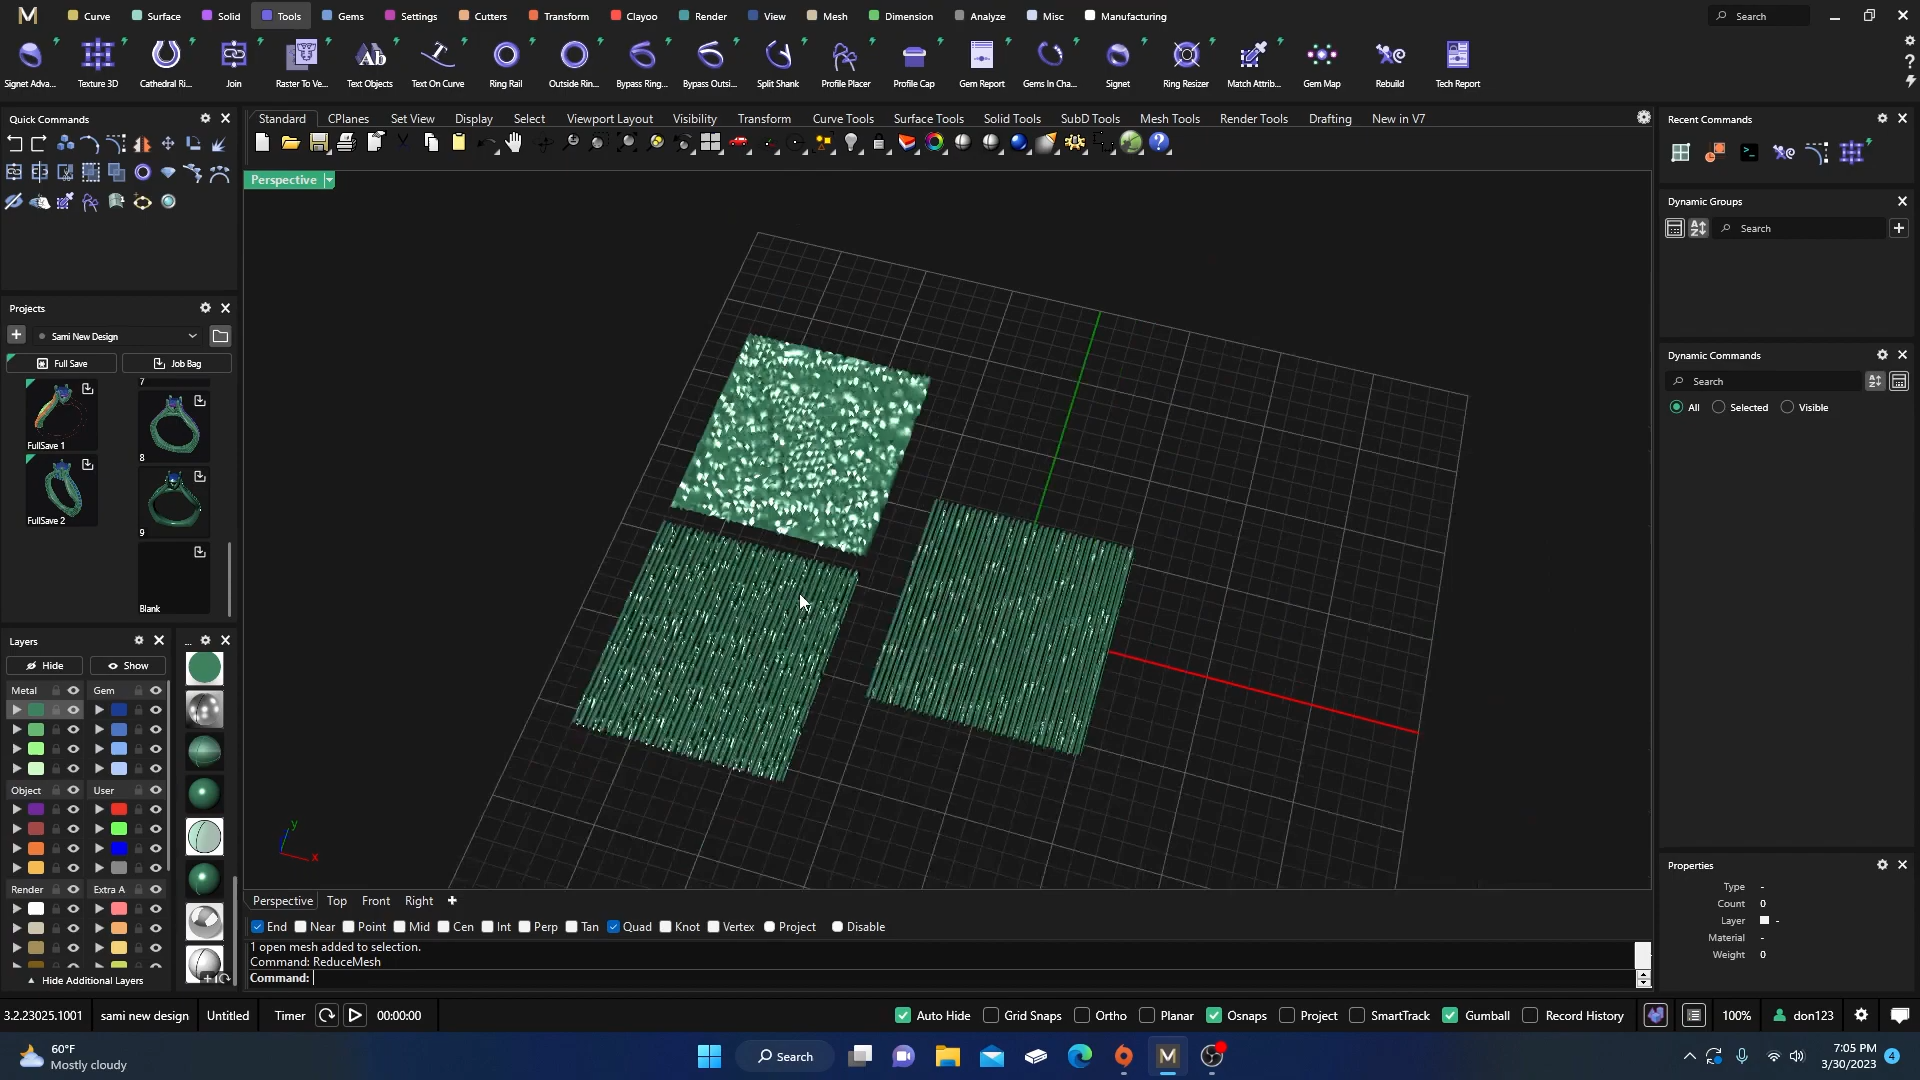 Curve Surface Solid Tools Gems Settings Cutters Transform Clayoo Render View Mesh Dimension Analyze Misc Manufacturing Search
Signet Adva... Texture 3D Cathedral Ri... Join Raster To Ve... Text Objects Text On Curve Ring Rail Outside Rin... Bypass Ring... Bypass Outsi... Split Shank Profile Placer Profile Cap Gem Report Gems In Cha... Signet Ring Resizer Match Attrib... Gem Map Rebuild Tech Report
Quick Commands
Standard CPlanes Set View Display Select Viewport Layout Visibility Transform Curve Tools Surface Tools Solid Tools SubD Tools Mesh Tools Render Tools Drafting New in V7
Recent Commands
Perspective
Dynamic Groups
Search
Projects
Sami New Design
Full Save Job Bag
7
FullSave 1
8
FullSave 2
9
Blank
Dynamic Commands
Search
All Selected Visible
Layers
...
Hide Show
Metal Gem
Object User
Render Extra A
Hide Additional Layers
y
x
Properties
Type -
Count 0
Layer -
Material -
Weight 0
Perspective Top Front Right
End Near Point Mid Cen Int Perp Tan Quad Knot Vertex Project Disable
1 open mesh added to selection.
Command: ReduceMesh
Command:
3.2.23025.1001 sami new design Untitled Timer 00:00:00 Auto Hide Grid Snaps Ortho Planar Osnaps Project SmartTrack Gumball Record History 100% don123
60°F
Mostly cloudy
Search
7:05 PM
3/30/2023
4